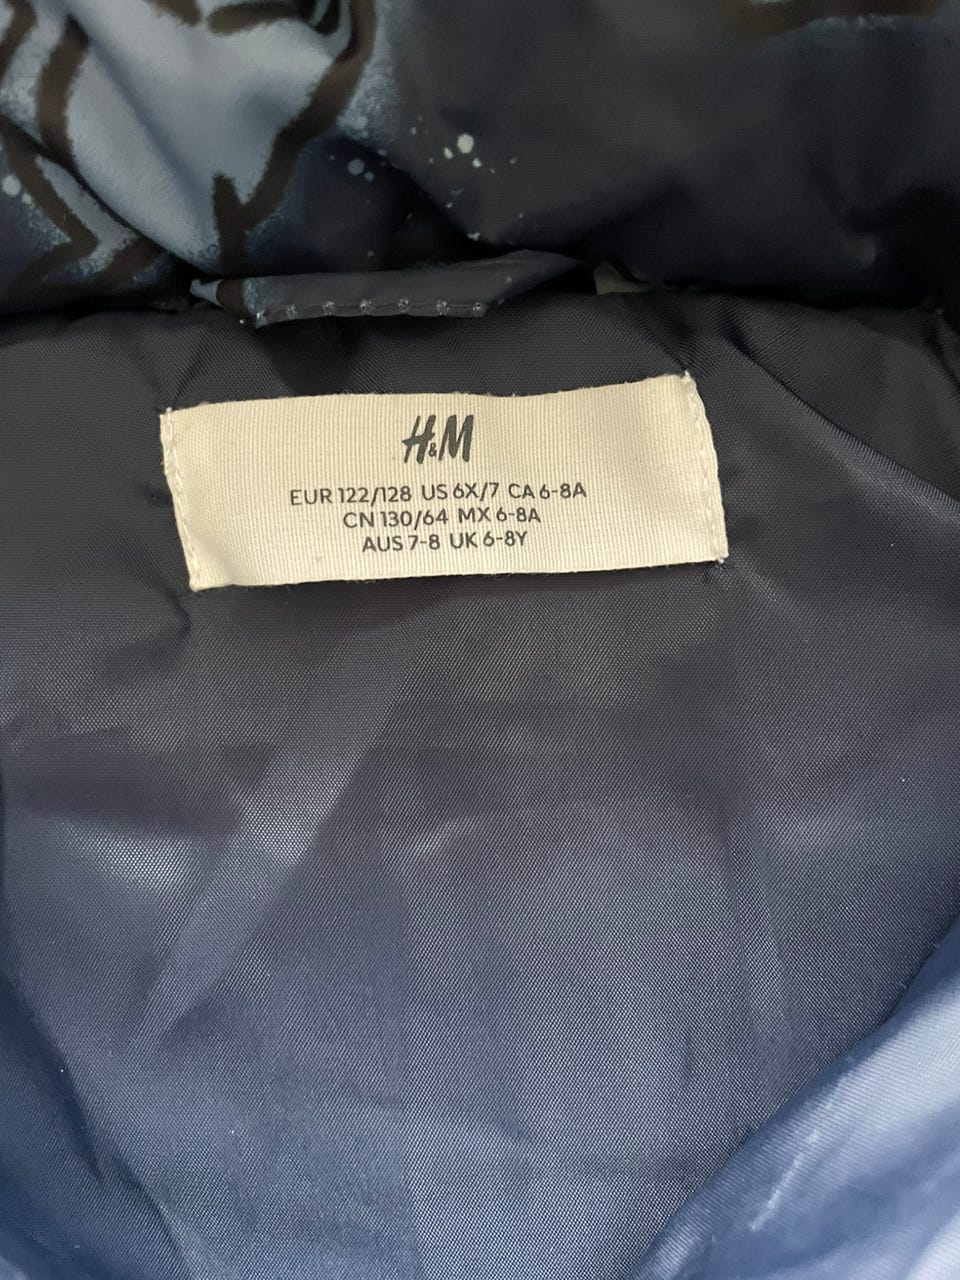 H&M
EUR 122/128 US 6X/7 CA 6-8A
CN 130/64 MX 6-8A
AUS 7-8 UK 6-8Y